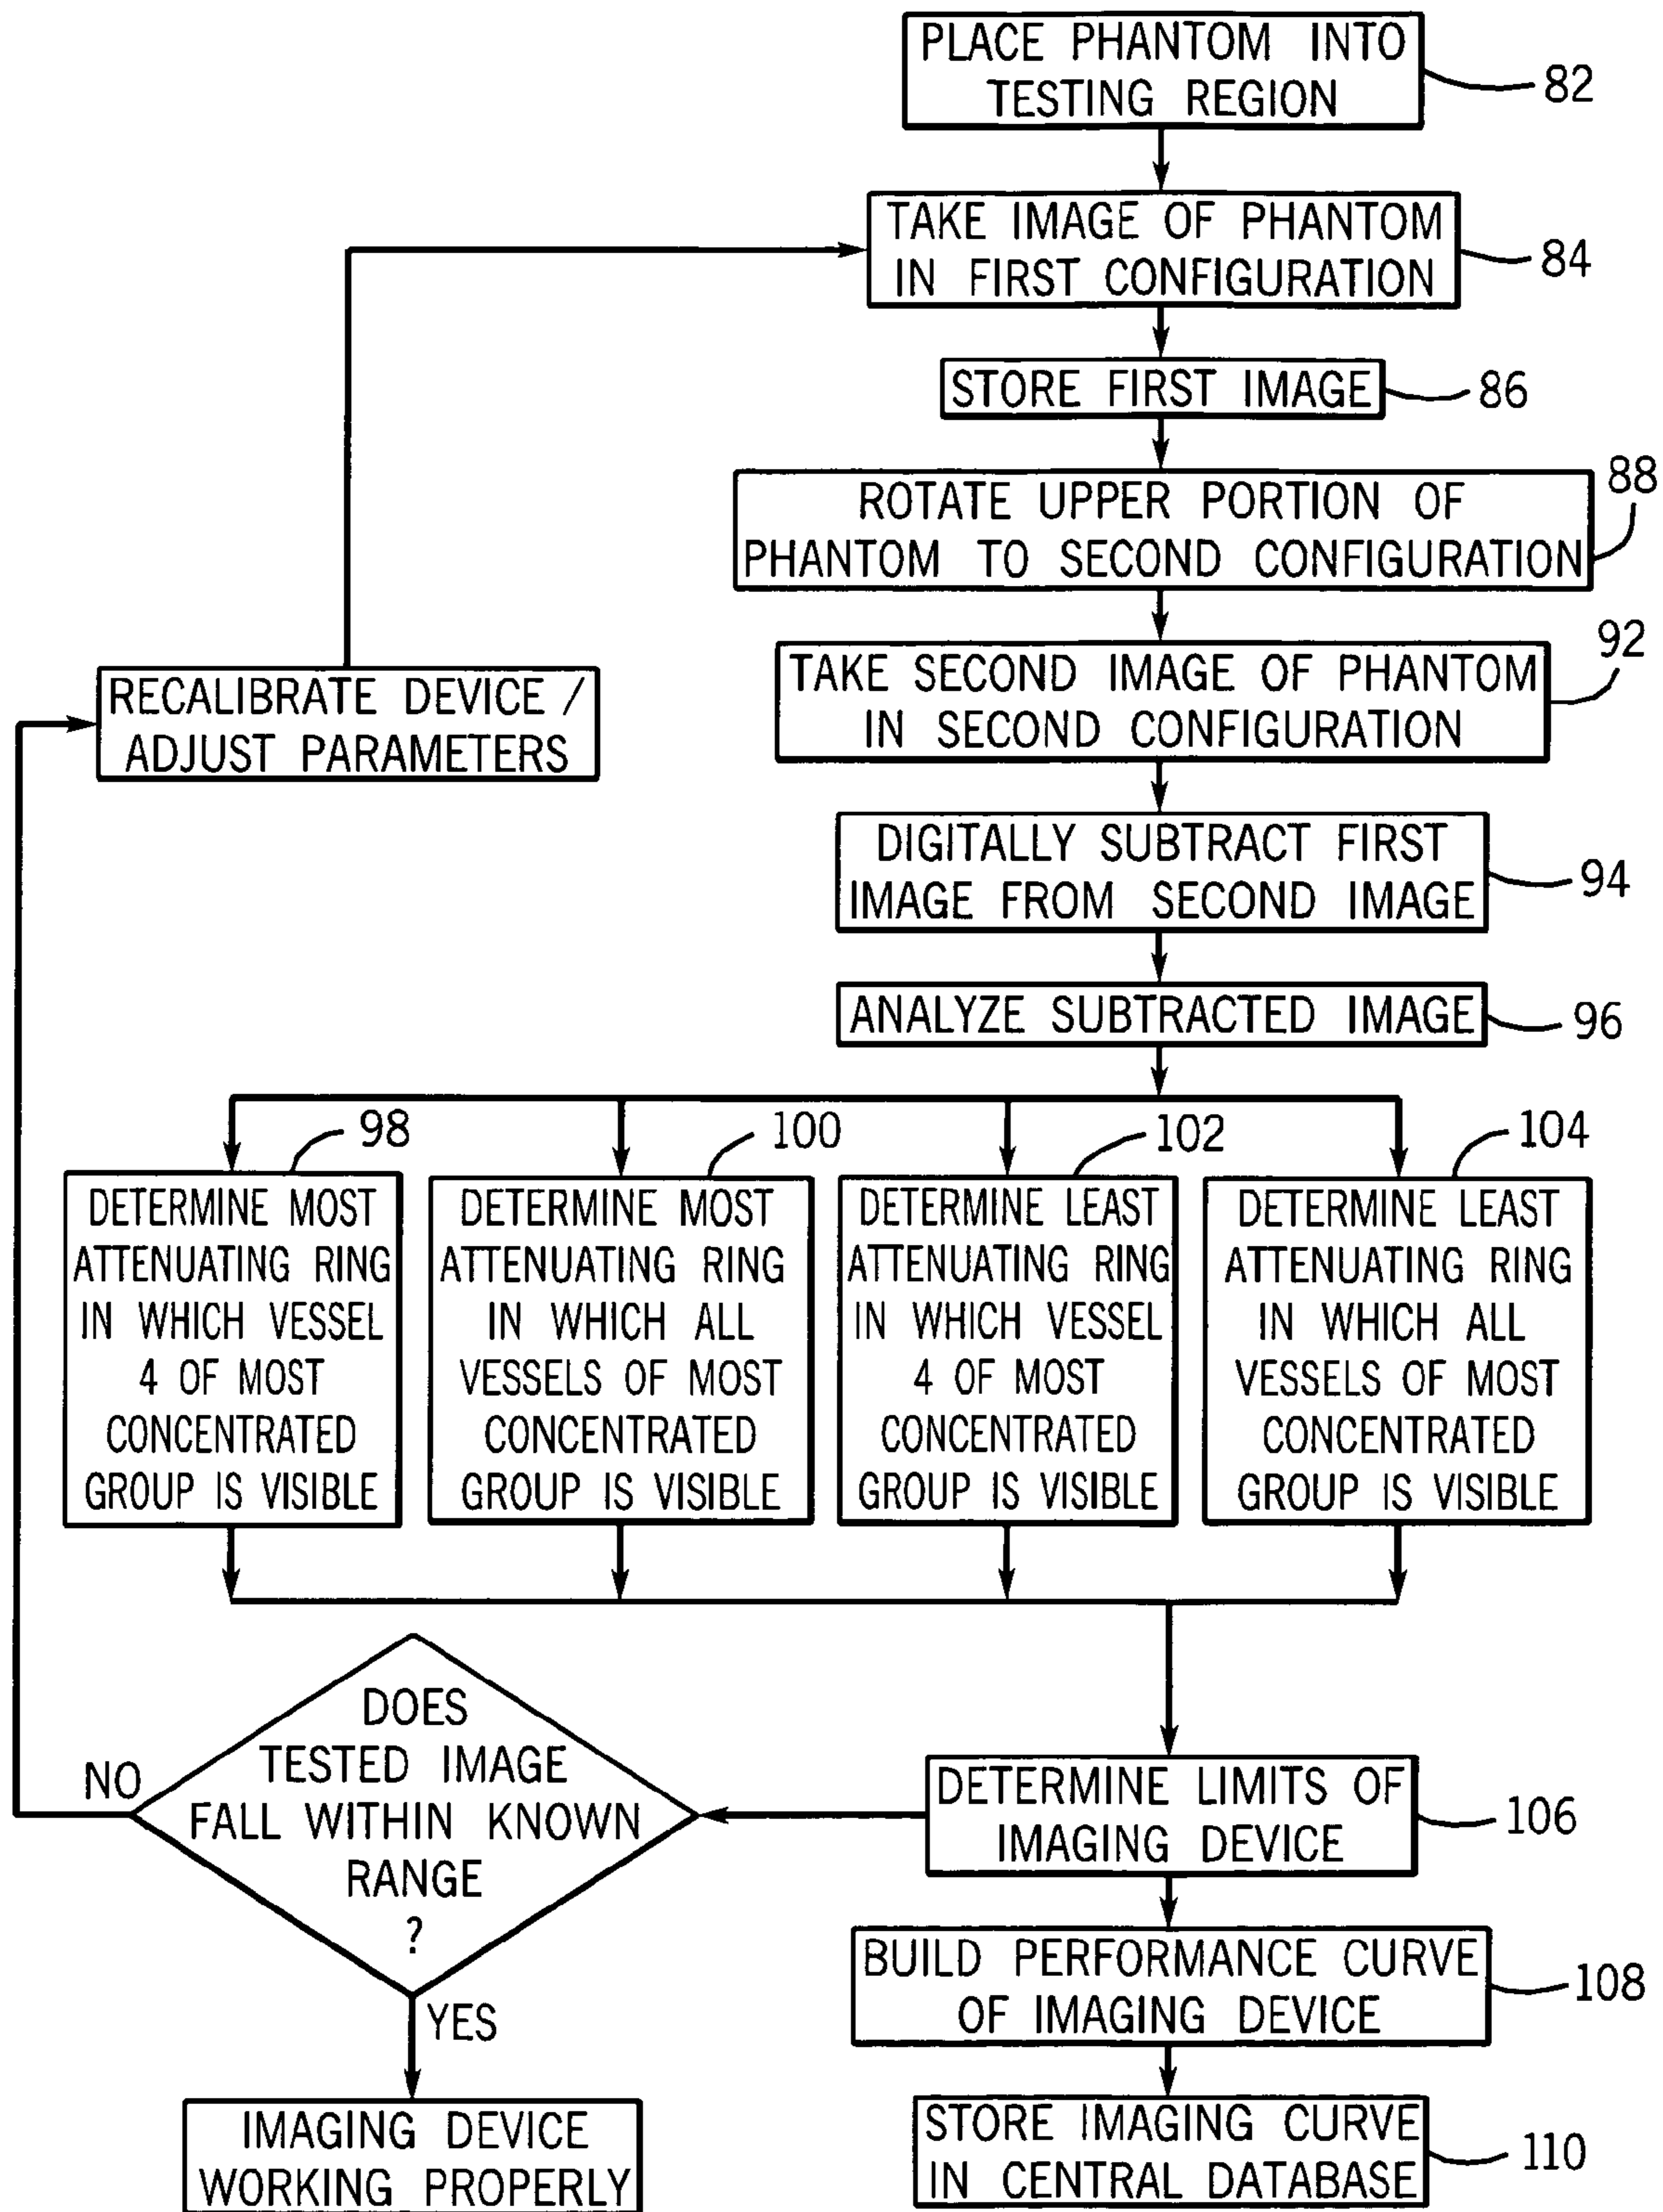 PLACE PHANTOM INTO
TESTING REGION
82
TAKE IMAGE OF PHANTOM
IN FIRST CONFIGURATION
84
STORE FIRST IMAGE
86
ROTATE UPPER PORTION OF
PHANTOM TO SECOND CONFIGURATION
88
TAKE SECOND IMAGE OF PHANTOM
IN SECOND CONFIGURATION
92
RECALIBRATE DEVICE /
ADJUST PARAMETERS
DIGITALLY SUBTRACT FIRST
IMAGE FROM SECOND IMAGE
94
ANALYZE SUBTRACTED IMAGE
96
98
DETERMINE MOST
ATTENUATING RING
IN WHICH VESSEL
4 OF MOST
CONCENTRATED
GROUP IS VISIBLE
100
DETERMINE MOST
ATTENUATING RING
IN WHICH ALL
VESSELS OF MOST
CONCENTRATED
GROUP IS VISIBLE
102
DETERMINE LEAST
ATTENUATING RING
IN WHICH VESSEL
4 OF MOST
CONCENTRATED
GROUP IS VISIBLE
104
DETERMINE LEAST
ATTENUATING RING
IN WHICH ALL
VESSELS OF MOST
CONCENTRATED
GROUP IS VISIBLE
DETERMINE LIMITS OF
IMAGING DEVICE
106
DOES
TESTED IMAGE
FALL WITHIN KNOWN
RANGE
?
NO
YES
IMAGING DEVICE
WORKING PROPERLY
BUILD PERFORMANCE CURVE
OF IMAGING DEVICE
108
STORE IMAGING CURVE
IN CENTRAL DATABASE
110